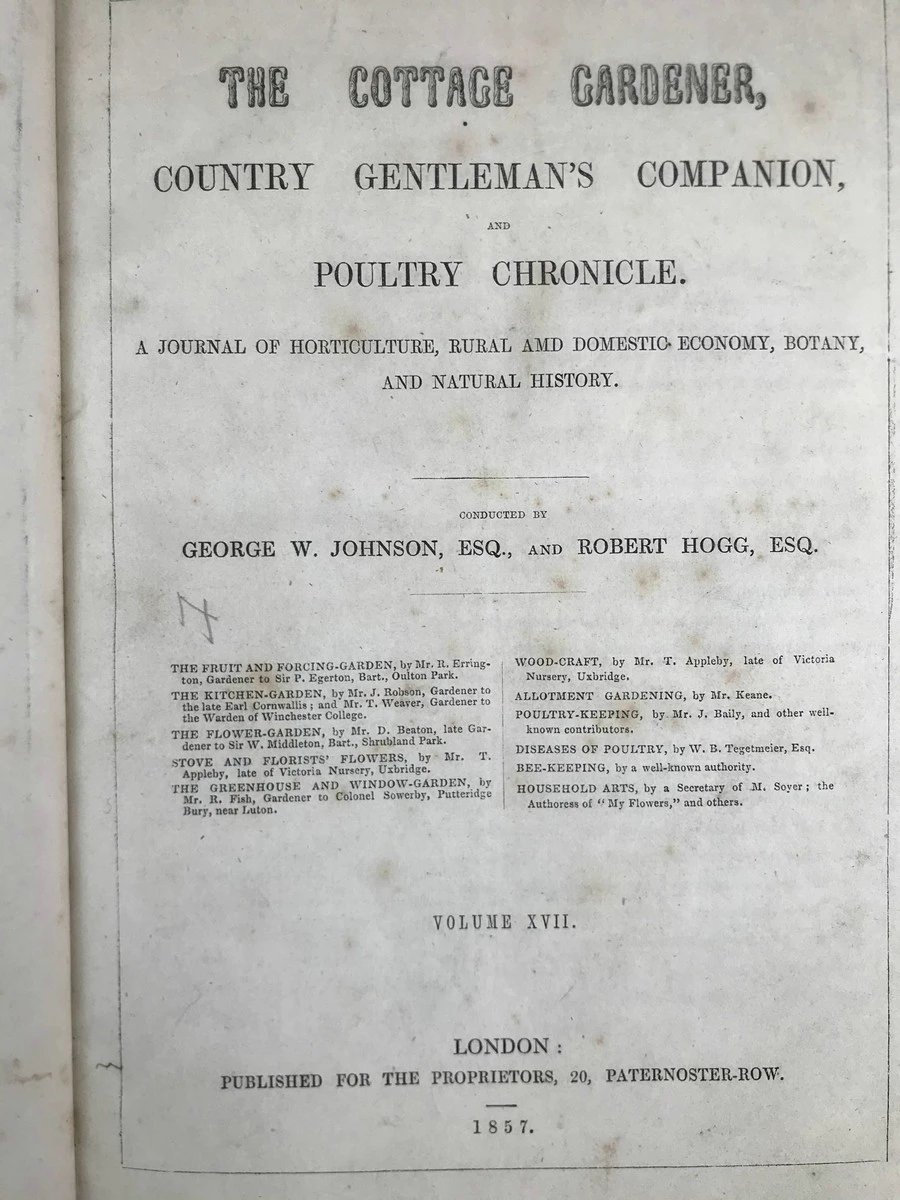 THE COTTAGE GARDENER,
COUNTRY GENTLEMAN'S COMPANION,
AND
POULTRY CHRONICLE.
A JOURNAL OF HORTICULTURE, RURAL AMD DOMESTIC ECONOMY, BOTANY,
AND NATURAL HISTORY.
CONDUCTED BY
GEORGE W. JOHNSON, ESQ., AND ROBERT HOGG, ESQ.
THE FRUIT AND FORCING-GARDEN, by Mr. R. Erring-
ton, Gardener to Sir P. Egerton, Bart., Oulton Park.
THE KITCHEN-GARDEN, by Mr. J. Robson, Gardener to
the late Earl Cornwallis; and Mr. T. Weaver, Gardener to
the Warden of Winchester College.
THE FLOWER-GARDEN, by Mr. D. Beaton, late Gar-
dener to Sir W. Middleton, Bart., Shrubland Park.
STOVE AND FLORISTS' FLOWERS, by Mr. T.
Appleby, late of Victoria Nursery, Uxbridge.
THE GREENHOUSE AND WINDOW-GARDEN, by
Mr. R. Fish, Gardener to Colonel Sowerby, Putteridge
Bury, near Luton.
WOOD-CRAFT, by Mr. T. Appleby, late of Victoria
Nursery, Uxbridge.
ALLOTMENT GARDENING, by Mr. Keane.
POULTRY-KEEPING, by Mr. J. Baily, and other well-
known contributors.
DISEASES OF POULTRY, by W. B. Tegetmeier, Esq.
BEE-KEEPING, by a well-known authority.
HOUSEHOLD ARTS, by a Secretary of M. Soyer; the
Authoress of "My Flowers," and others.
VOLUME XVII.
LONDON:
PUBLISHED FOR THE PROPRIETORS, 20, PATERNOSTER-ROW.
1857.